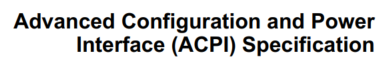 Advanced Configuration and Power
Interface (ACPI) Specification